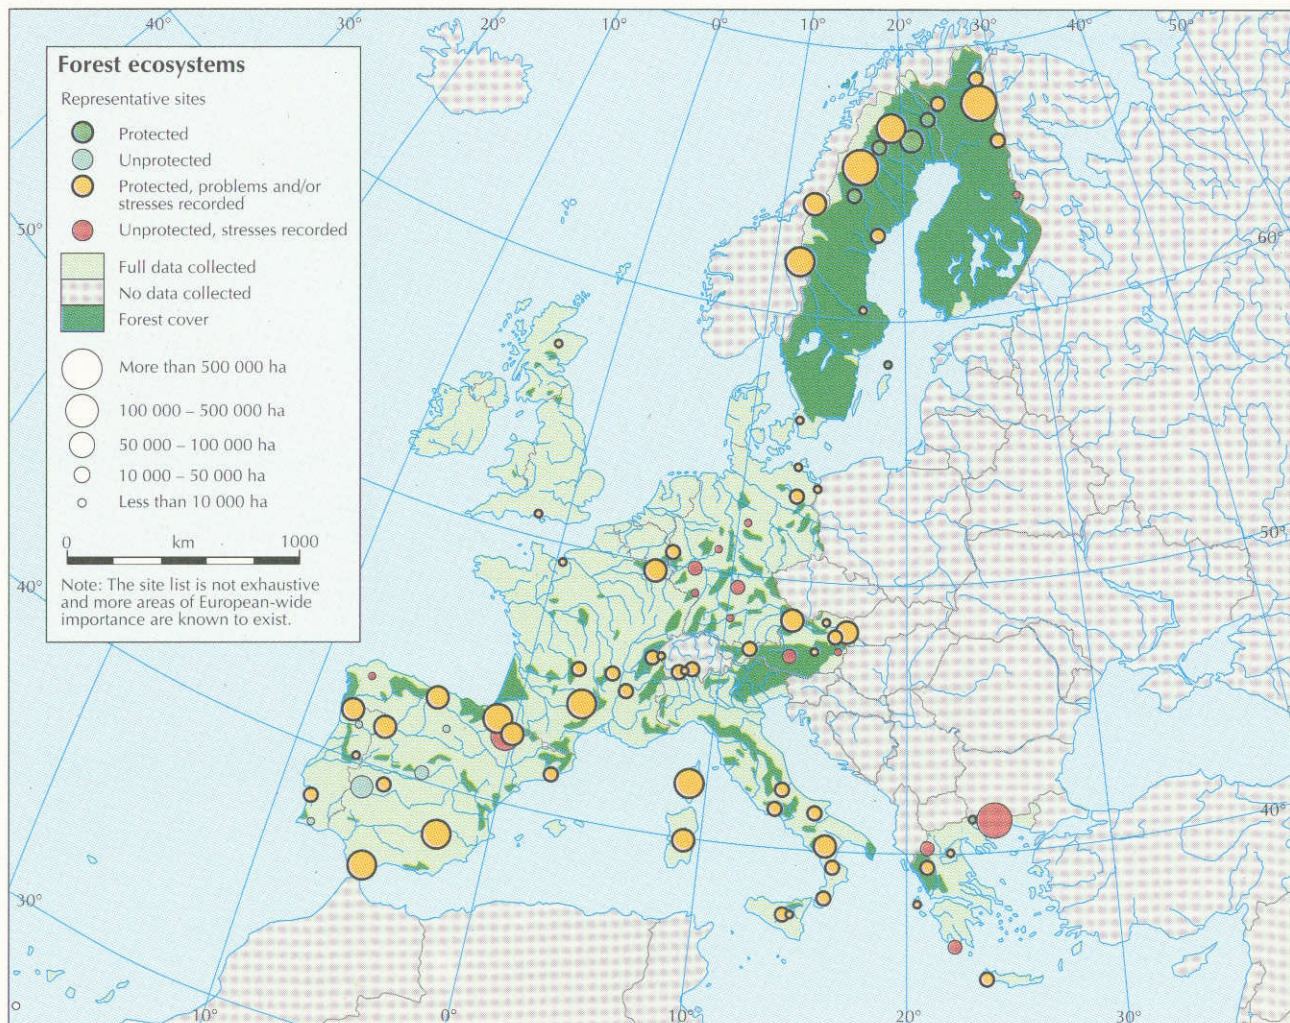 40°
30°
20°
10°
0°
10°
20°
30°
40°
50°
Forest ecosystems
Representative sites
Protected
Unprotected
Protected, problems and/or
stresses recorded
Unprotected, stresses recorded
Full data collected
No data collected
Forest cover
More than 500 000 ha
100 000 – 500 000 ha
50 000 – 100 000 ha
10 000 – 50 000 ha
Less than 10 000 ha
0 km 1000
Note: The site list is not exhaustive
and more areas of European-wide
importance are known to exist.
50°
60°
50°
40°
40°
30°
10°
0°
10°
20°
30°